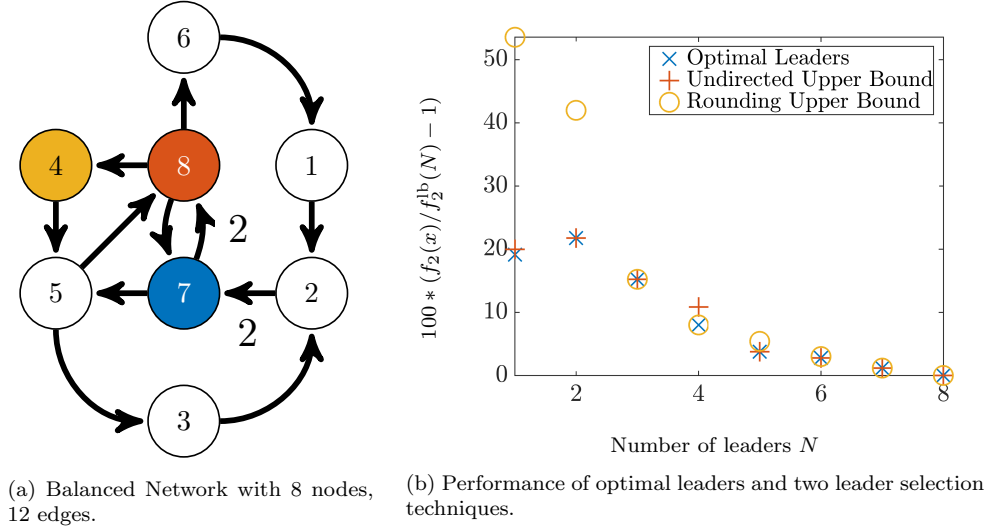 6
4
8
1
2
5
7
2
2
3
(a) Balanced Network with 8 nodes,
12 edges.
100 ∗ (f₂(x)/f₂ˡᵇ(N) − 1)
50
40
30
20
10
0
Optimal Leaders
Undirected Upper Bound
Rounding Upper Bound
2 4 6 8
Number of leaders N
(b) Performance of optimal leaders and two leader selection
techniques.